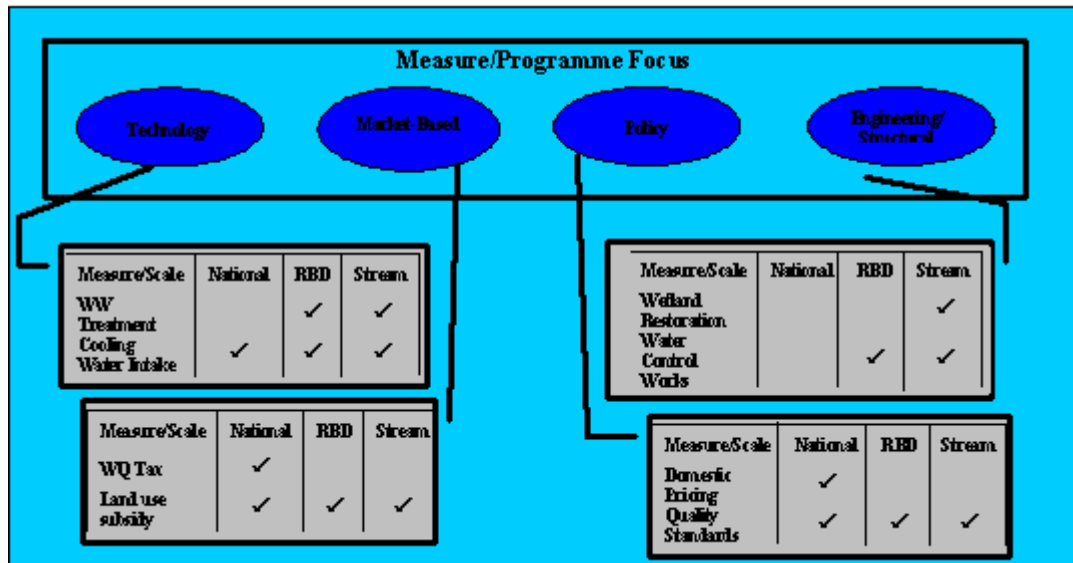 Measure/Programme Focus
Technology
Market-Based
Policy
Engineering/
Structural
Measure/Scale National RBD Stream
WW ✓ ✓
Treatment
Cooling ✓ ✓ ✓
Water Intake
Measure/Scale National RBD Stream
Wetland ✓
Restoration
Water
Control ✓ ✓
Works
Measure/Scale National RBD Stream
WQ Tax ✓
Land use ✓ ✓ ✓
subsidy
Measure/Scale National RBD Stream
Domestic ✓
Pricing
Quality ✓ ✓ ✓
Standards